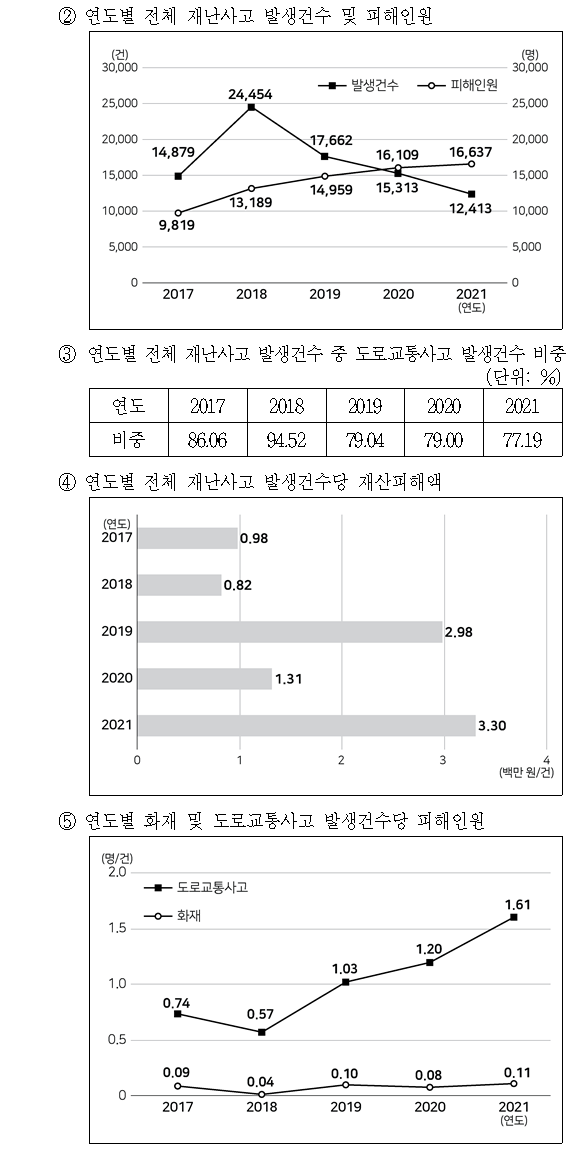 ② 연도별 전체 재난사고 발생건수 및 피해인원
(건) (명)
30,000 30,000
발생건수 피해인원
25,000 24,454 25,000
20,000 17,662 20,000
14,879 16,109 16,637
15,000 14,959 15,313 15,000
13,189 12,413
10,000 9,819 10,000
5,000 5,000
0 0
2017 2018 2019 2020 2021
(연도)
③ 연도별 전체 재난사고 발생건수 중 도로교통사고 발생건수 비중
(단위: %)
연도 2017 2018 2019 2020 2021
비중 86.06 94.52 79.04 79.00 77.19
④ 연도별 전체 재난사고 발생건수당 재산피해액
(연도)
2017 0.98
2018 0.82
2019 2.98
2020 1.31
2021 3.30
0 1 2 3 4
(백만 원/건)
⑤ 연도별 화재 및 도로교통사고 발생건수당 피해인원
(명/건)
2.0
도로교통사고
화재
1.61
1.5
1.20
1.03
1.0
0.74 0.57
0.5
0.09 0.04 0.10 0.08 0.11
0
2017 2018 2019 2020 2021
(연도)